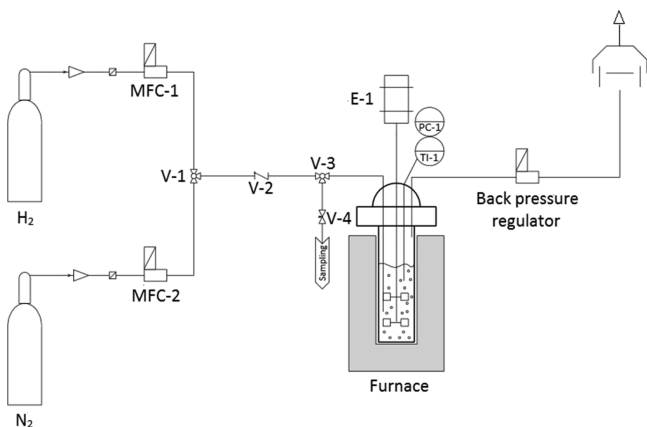 MFC-1
H₂
E-1
PC-1
TI-1
V-1
V-2
V-3
V-4
Sampling
Back pressure
regulator
MFC-2
N₂
Furnace